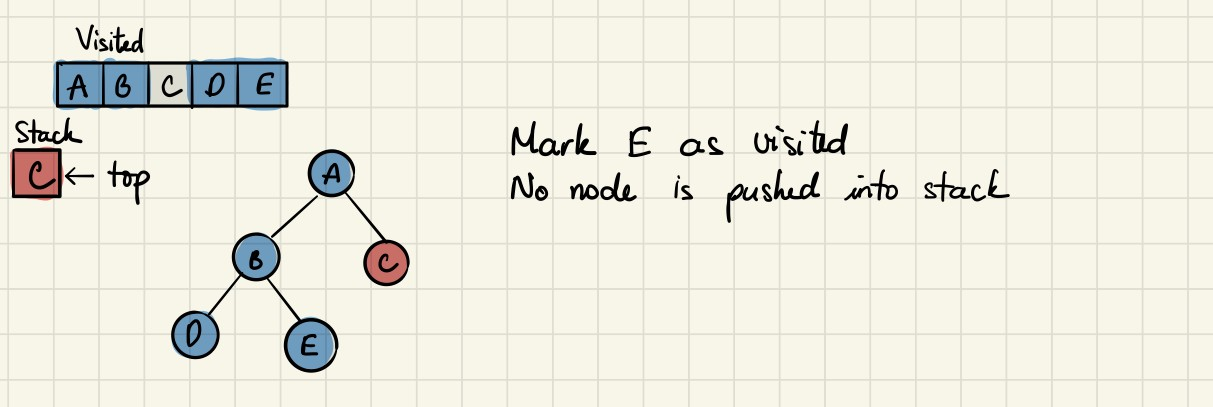 Visited
A B C D E
Stack
C ← top
Mark E as visited
No node is pushed into stack
A
B
C
D
E